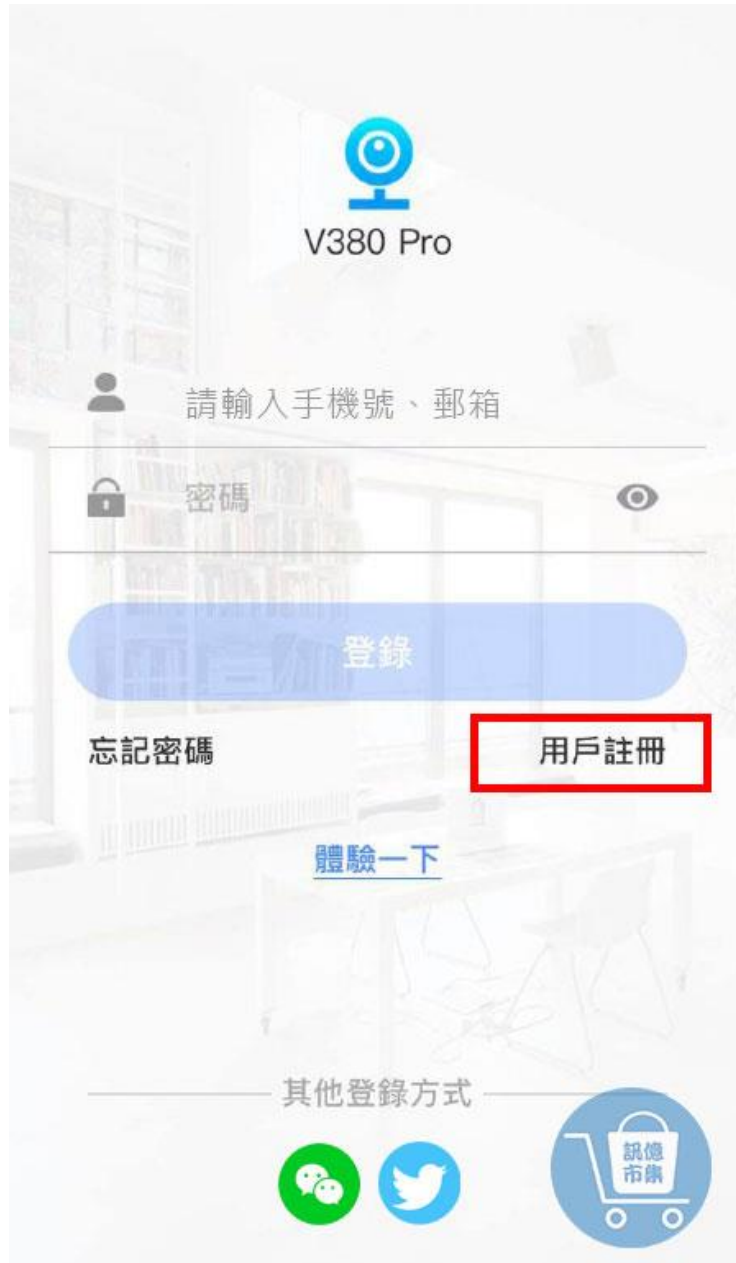 V380 Pro
請輸入手機號、郵箱
密碼
登錄
忘記密碼
用戶註冊
體驗一下
其他登錄方式
訊億
市集